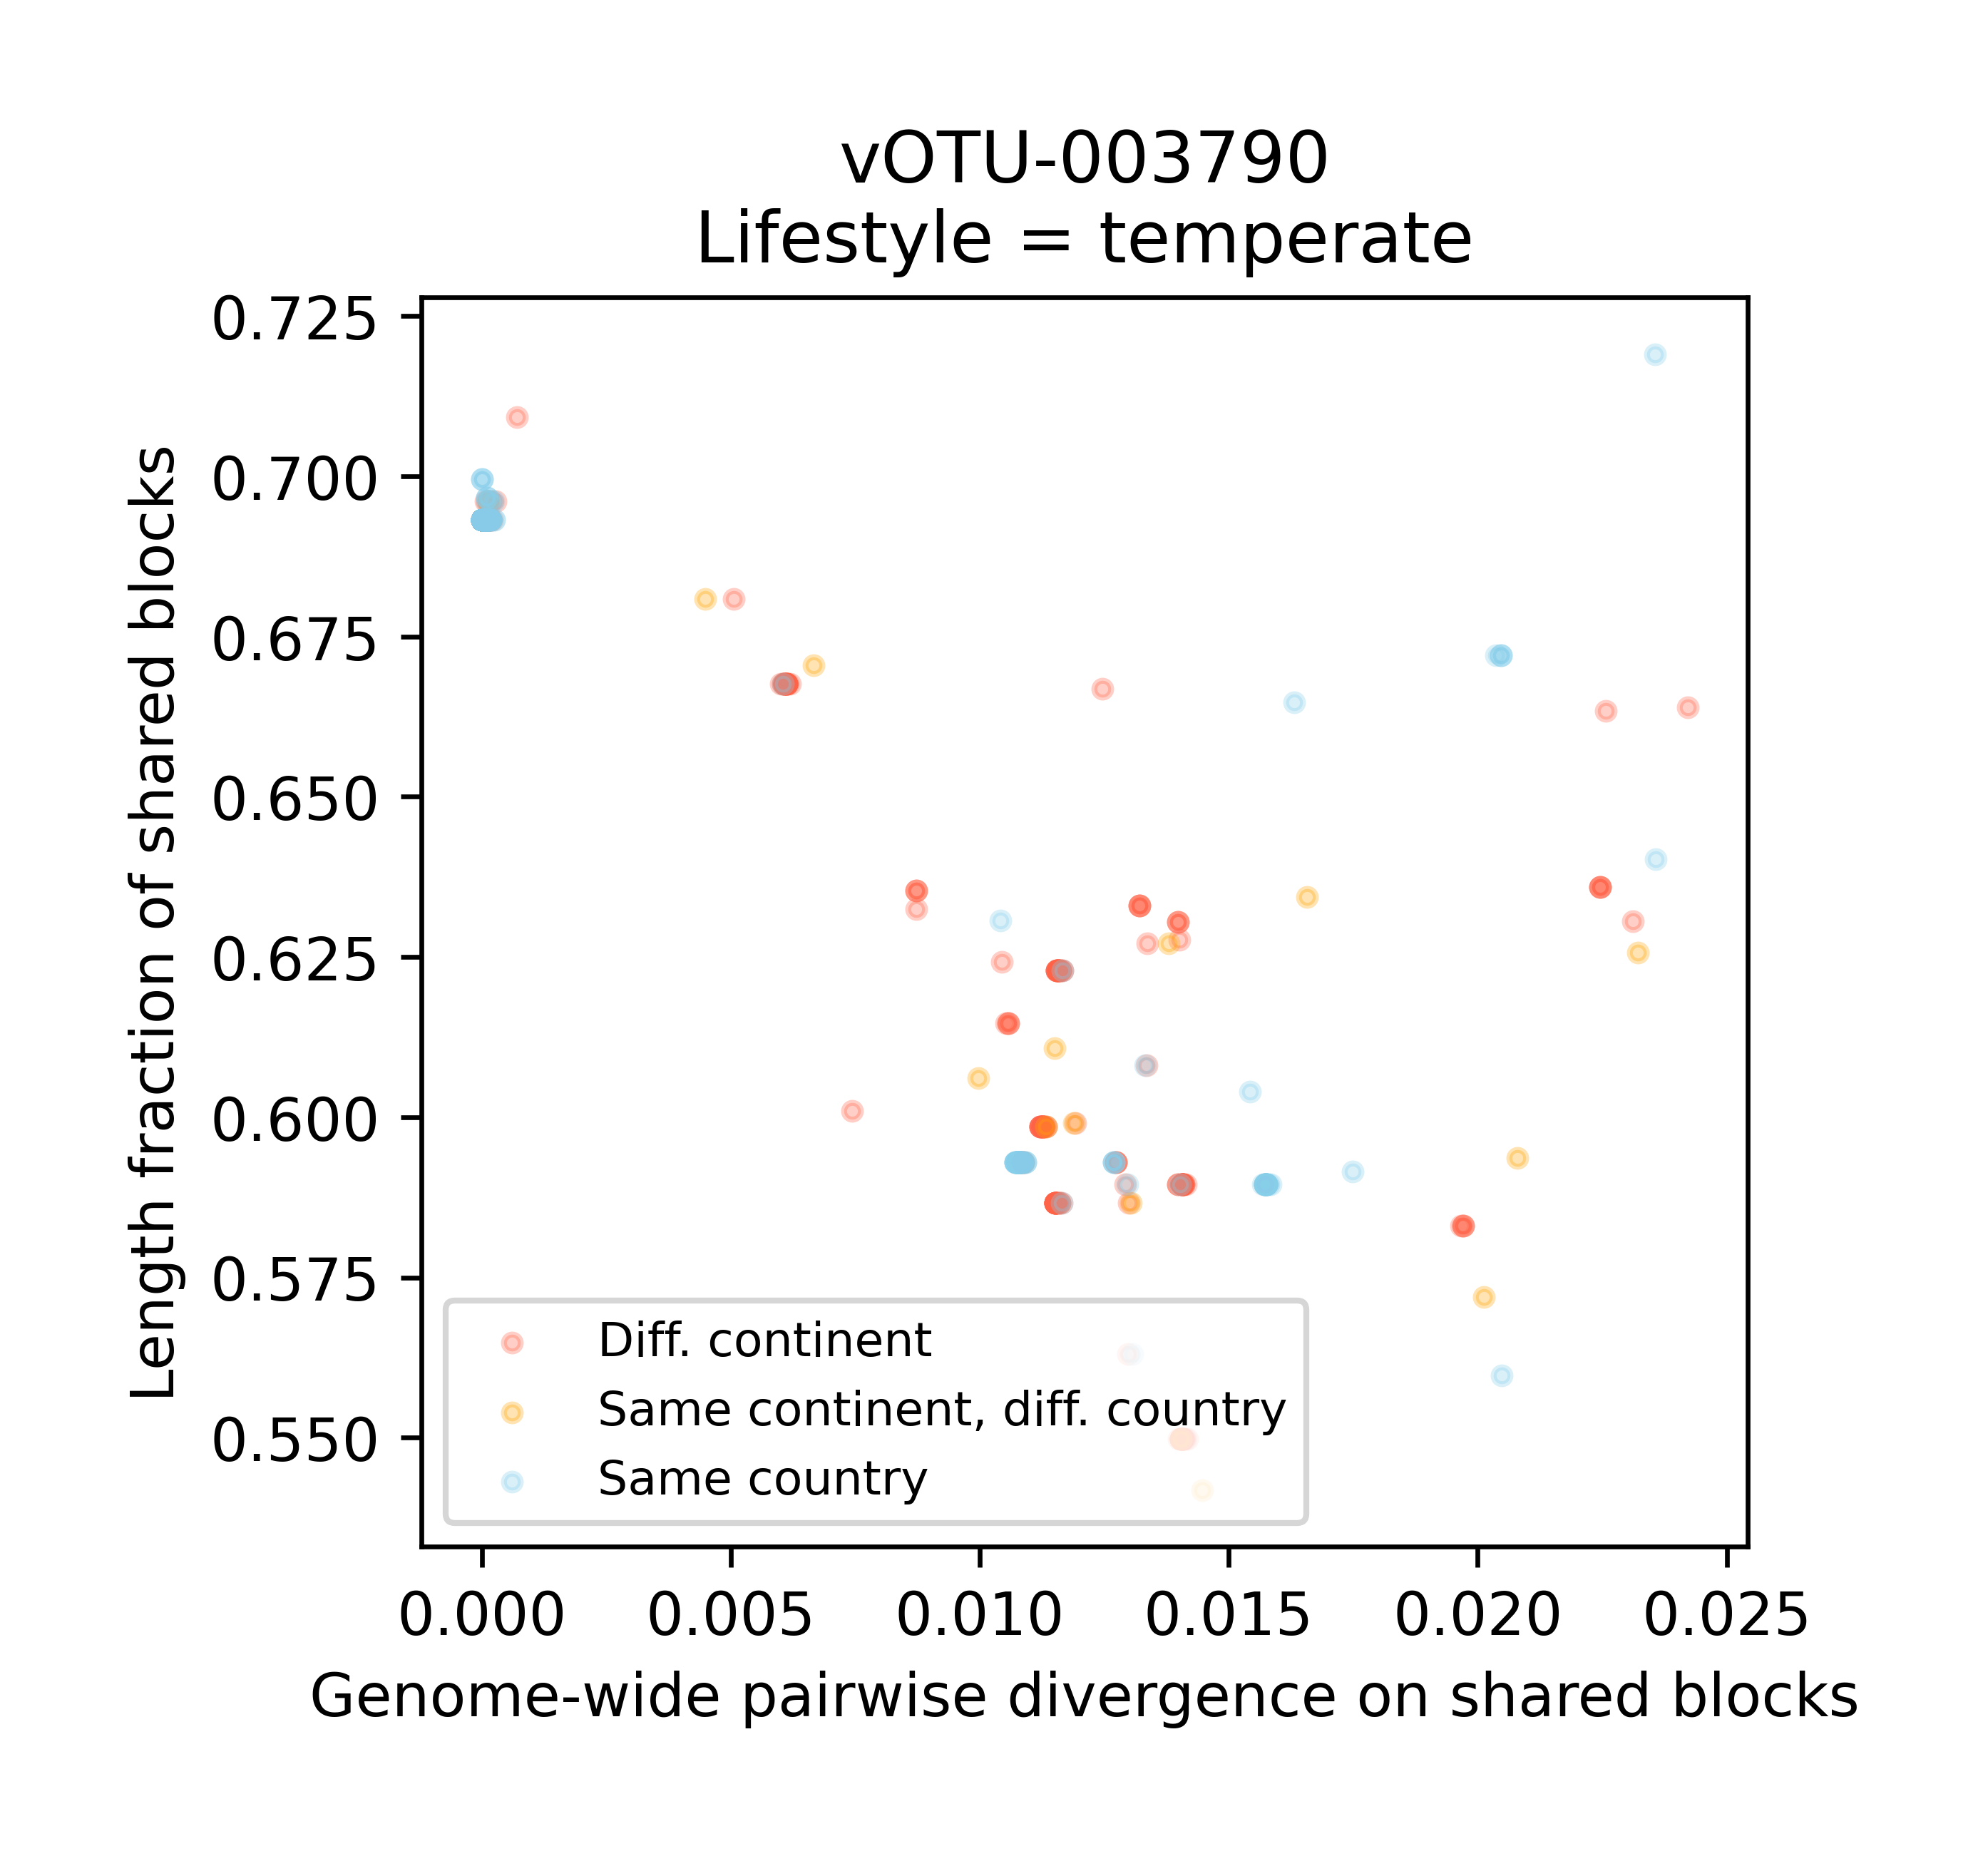 vOTU-003790
Lifestyle = temperate
0.725
0.700
0.675
0.650
0.625
0.600
0.575
0.550
Length fraction of shared blocks
Diff. continent
Same continent, diff. country
Same country
0.000 0.005 0.010 0.015 0.020 0.025
Genome-wide pairwise divergence on shared blocks